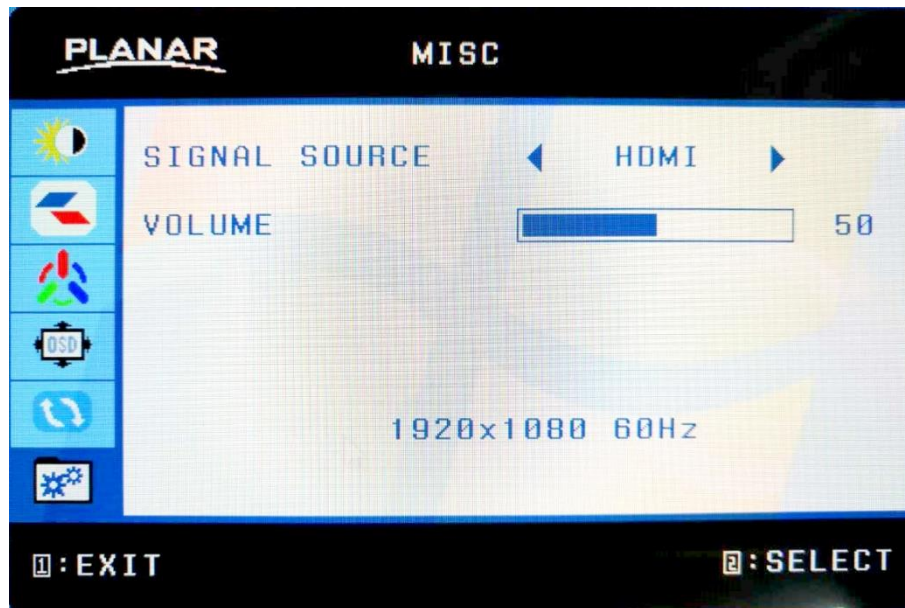 PLANAR MISC
SIGNAL SOURCE HDMI
VOLUME 50
OSD
1920x1080 60Hz
1:EXIT 2:SELECT